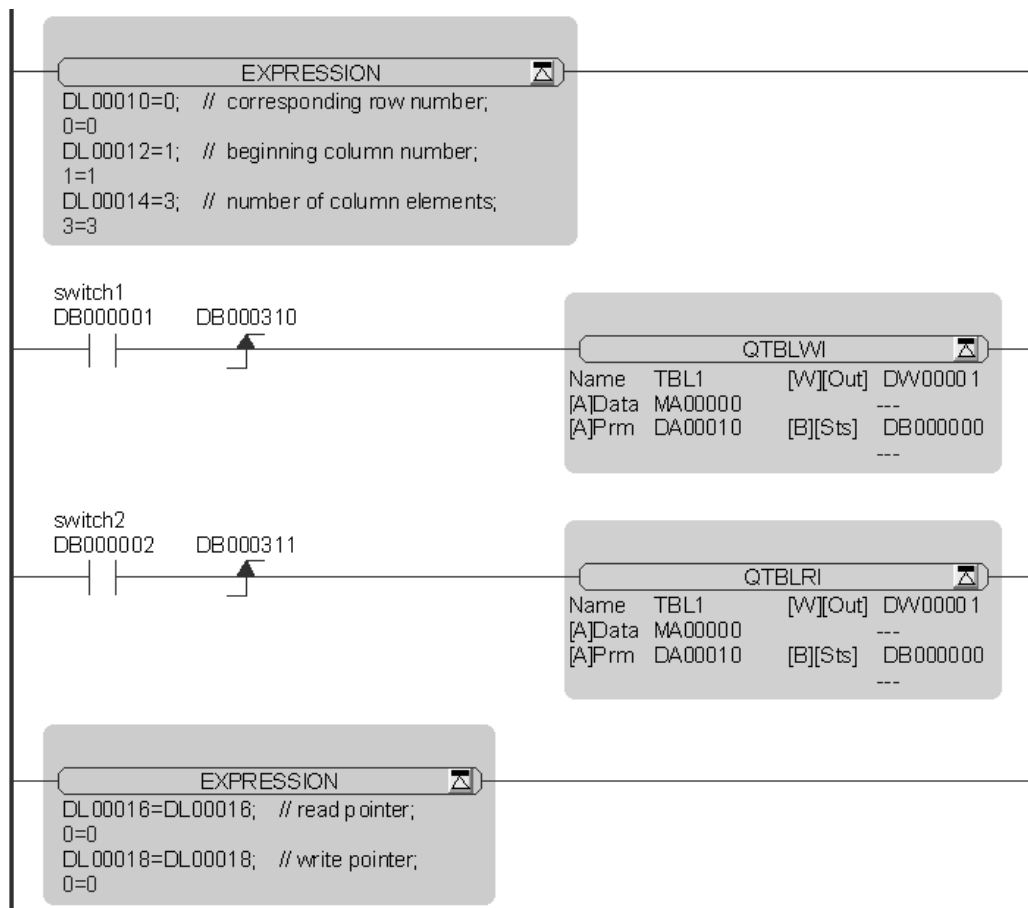 EXPRESSION
DL00010=0; // corresponding row number;
0=0
DL00012=1; // beginning column number;
1=1
DL00014=3; // number of column elements;
3=3
switch1
DB000001 DB000310
QTBLWI
Name TBL1 [W][Out] DW00001
[A]Data MA00000 ---
[A]Prm DA00010 [B][Sts] DB000000
---
switch2
DB000002 DB000311
QTBLRI
Name TBL1 [W][Out] DW00001
[A]Data MA00000 ---
[A]Prm DA00010 [B][Sts] DB000000
---
EXPRESSION
DL00016=DL00016; // read pointer;
0=0
DL00018=DL00018; // write pointer;
0=0